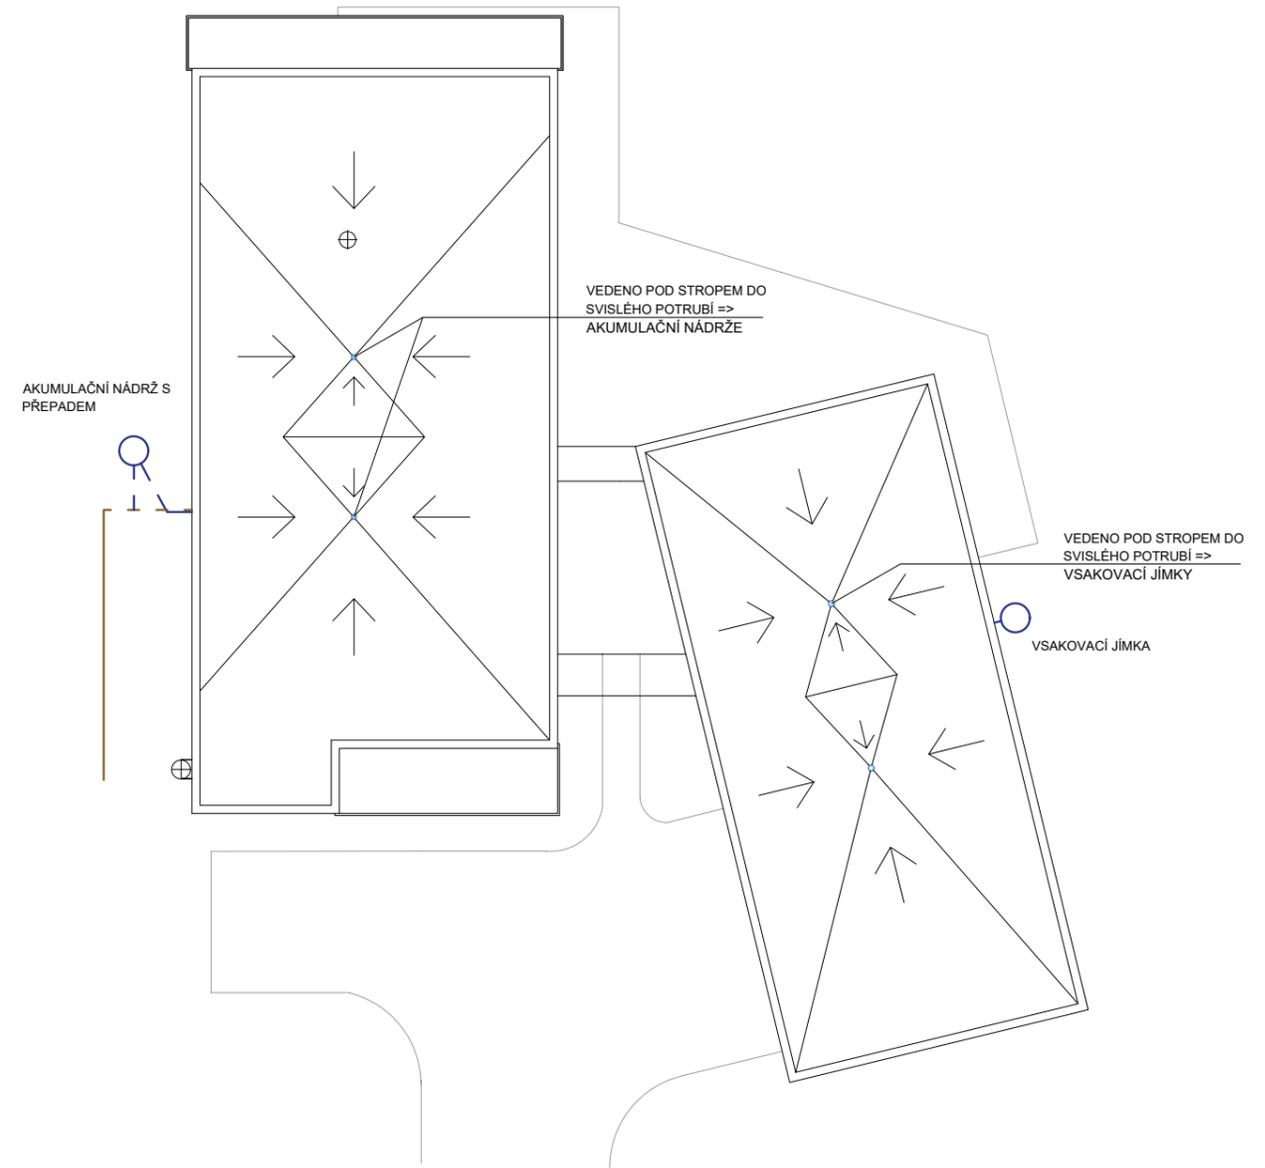 VEDENO POD STROPEM DO
SVISLÉHO POTRUBÍ =>
AKUMULAČNÍ NÁDRŽE
AKUMULAČNÍ NÁDRŽ S
PŘEPADEM
VEDENO POD STROPEM DO
SVISLÉHO POTRUBÍ =>
VSAKOVACÍ JÍMKY
VSAKOVACÍ JÍMKA